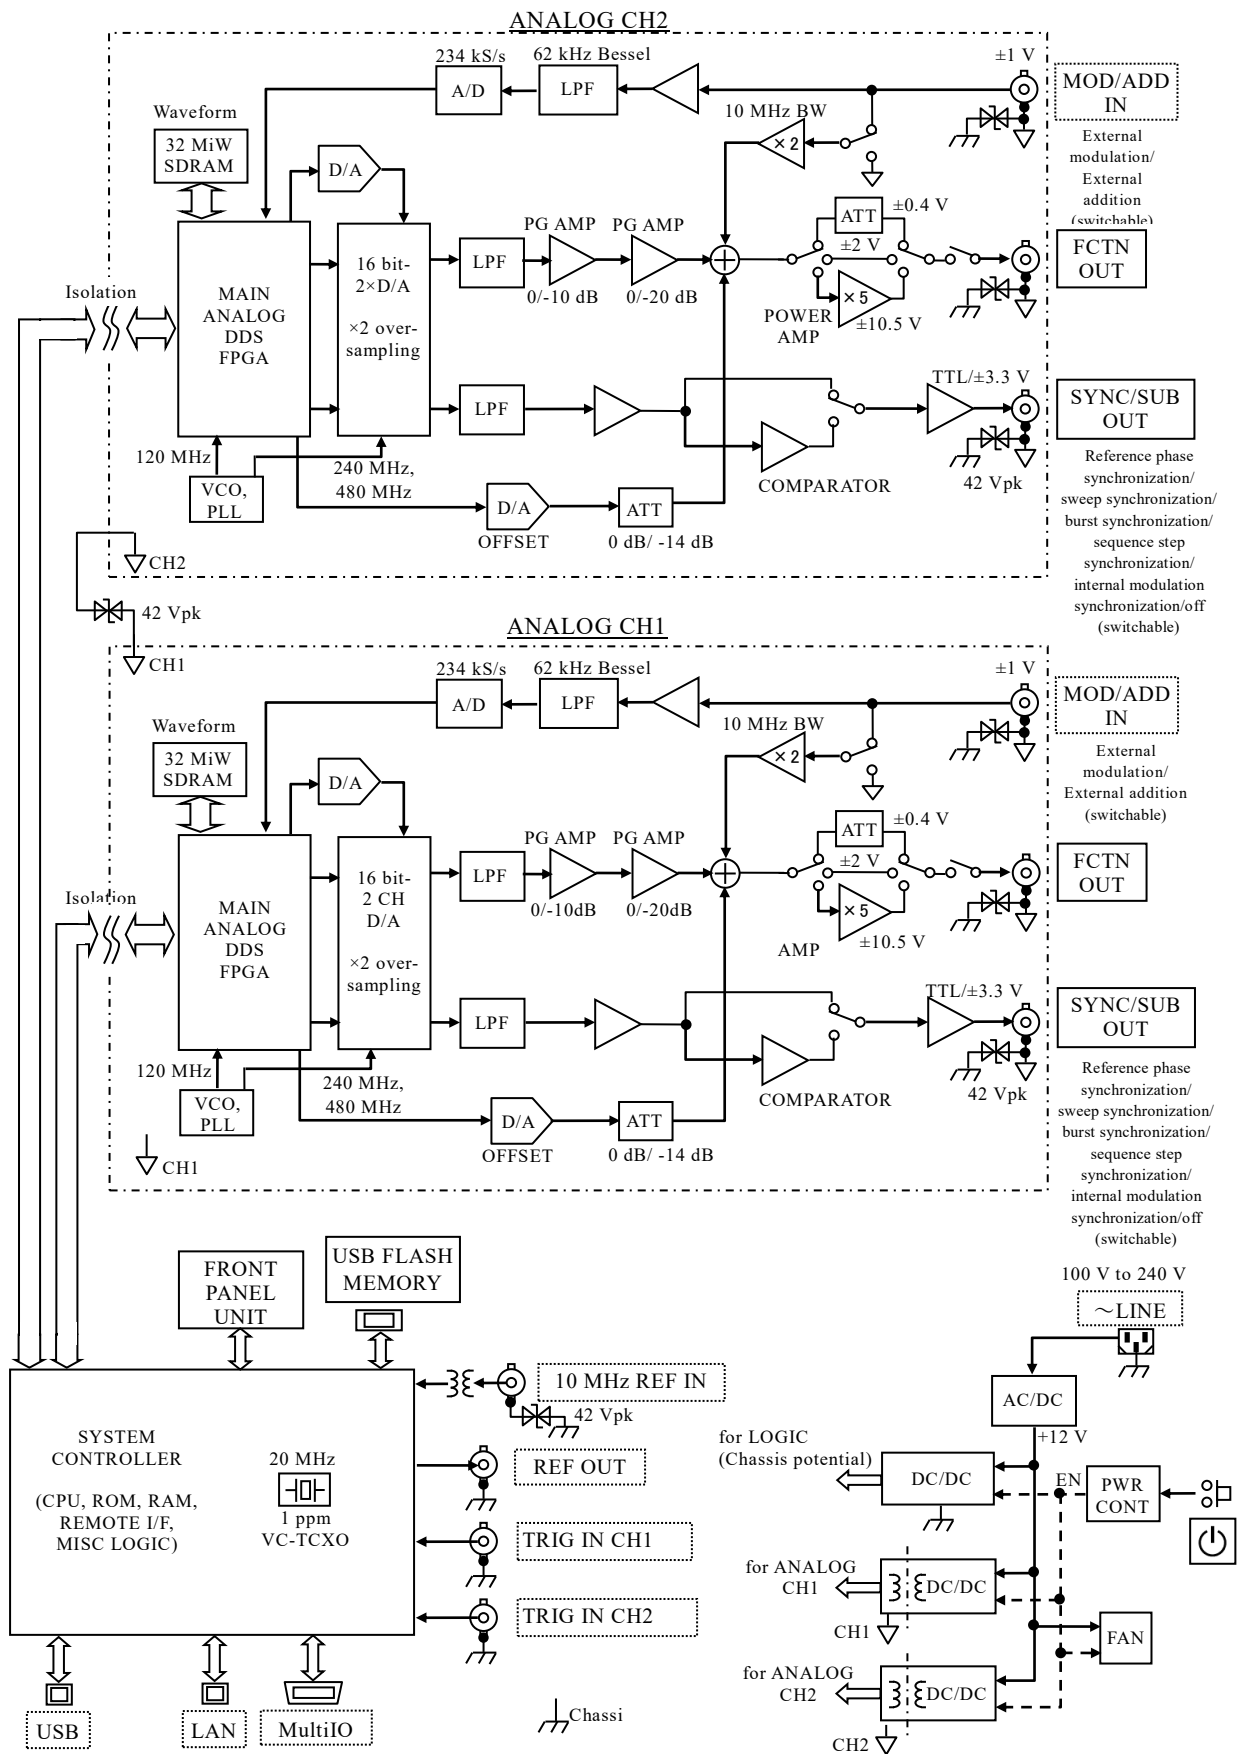 ANALOG CH2
234 kS/s
62 kHz Bessel
±1 V
A/D
LPF
MOD/ADD
IN
Waveform
10 MHz BW
32 MiW
SDRAM
×2
External
modulation/
External
addition
(switchable)
D/A
ATT
±0.4 V
PG AMP
PG AMP
±2 V
FCTN
OUT
LPF
16 bit-
2×D/A
×2 over-
sampling
Isolation
MAIN
ANALOG
DDS
FPGA
0/-10 dB
0/-20 dB
×5
POWER
AMP
±10.5 V
TTL/±3.3 V
SYNC/SUB
OUT
LPF
120 MHz
240 MHz,
480 MHz
COMPARATOR
42 Vpk
Reference phase
synchronization/
sweep synchronization/
burst synchronization/
sequence step
synchronization/
internal modulation
synchronization/off
(switchable)
VCO,
PLL
D/A
ATT
OFFSET
0 dB/ -14 dB
CH2
42 Vpk
CH1
ANALOG CH1
234 kS/s
62 kHz Bessel
±1 V
A/D
LPF
MOD/ADD
IN
Waveform
10 MHz BW
32 MiW
SDRAM
×2
External
modulation/
External addition
(switchable)
D/A
ATT
±0.4 V
PG AMP
PG AMP
±2 V
FCTN
OUT
LPF
16 bit-
2 CH
D/A
×2 over-
sampling
Isolation
MAIN
ANALOG
DDS
FPGA
0/-10dB
0/-20dB
×5
AMP
±10.5 V
TTL/±3.3 V
SYNC/SUB
OUT
LPF
120 MHz
240 MHz,
480 MHz
COMPARATOR
42 Vpk
Reference phase
synchronization/
sweep synchronization/
burst synchronization/
sequence step
synchronization/
internal modulation
synchronization/off
(switchable)
VCO,
PLL
D/A
ATT
OFFSET
0 dB/ -14 dB
CH1
FRONT
PANEL
UNIT
USB FLASH
MEMORY
100 V to 240 V
～LINE
10 MHz REF IN
42 Vpk
AC/DC
+12 V
SYSTEM
CONTROLLER
(CPU, ROM, RAM,
REMOTE I/F,
MISC LOGIC)
20 MHz
1 ppm
VC-TCXO
REF OUT
for LOGIC
(Chassis potential)
DC/DC
EN
PWR
CONT
TRIG IN CH1
for ANALOG
CH1
DC/DC
CH1
TRIG IN CH2
FAN
for ANALOG
CH2
DC/DC
CH2
USB
LAN
MultiIO
Chassi